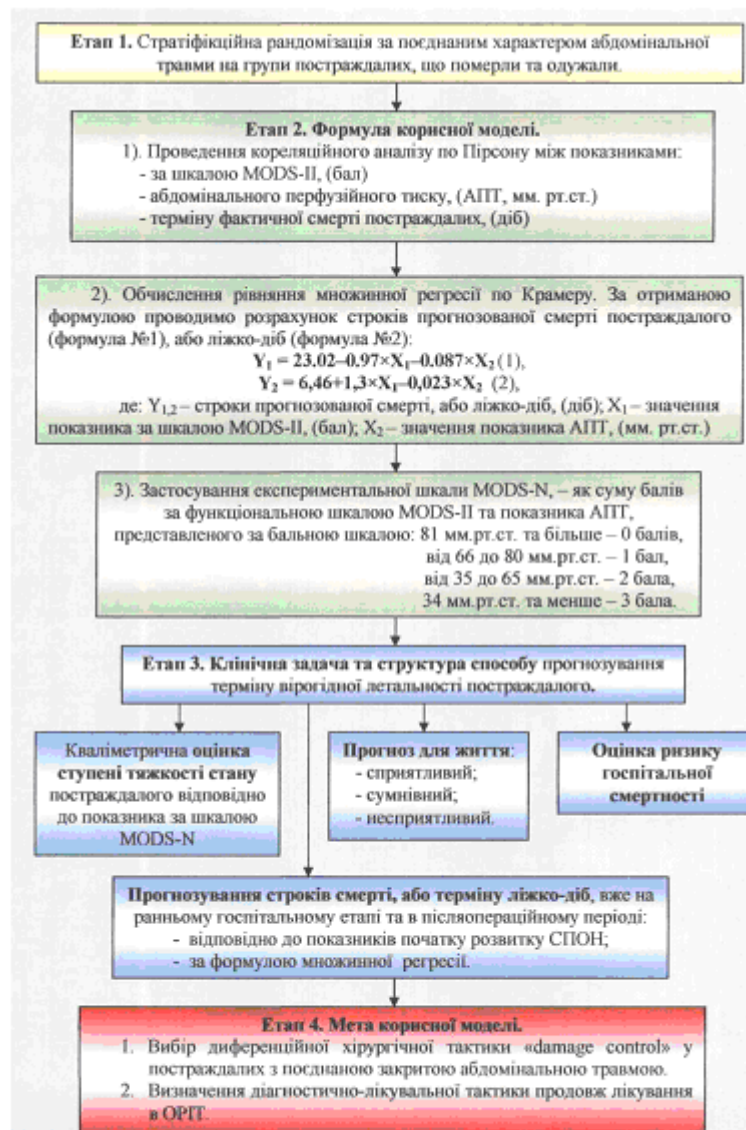 Етап 1. Стратіфікційна рандомізація за поєднаним характером абдомінальної
травми на групи постраждалих, що померли та одужали.
Етап 2. Формула корисної моделі.
1). Проведення кореляційного аналізу по Пірсону між показниками:
- за шкалою MODS-II, (бал)
- абдомінального перфузійного тиску, (АПТ, мм. рт.ст.)
- терміну фактичної смерті постраждалих, (діб)
2). Обчислення рівняння множинної регресії по Крамеру. За отриманою
формулою проводимо розрахунок строків прогнозованої смерті постраждалого
(формула №1), або ліжко-діб (формула №2):
Y₁ = 23.02–0.97×X₁–0.087×X₂ (1),
Y₂ = 6,46+1,3×X₁–0,023×X₂ (2),
де: Y₁,₂ – строки прогнозованої смерті, або ліжко-діб, (діб); X₁ – значення
показника за шкалою MODS-II, (бал); X₂ – значення показника АПТ, (мм. рт.ст.)
3). Застосування експериментальної шкали MODS-N, – як суму балів
за функціональною шкалою MODS-II та показника АПТ,
представленого за бальною шкалою: 81 мм.рт.ст. та більше – 0 балів,
від 66 до 80 мм.рт.ст. – 1 бал,
від 35 до 65 мм.рт.ст. – 2 бала,
34 мм.рт.ст. та менше – 3 бала.
Етап 3. Клінічна задача та структура способу прогнозування
терміну вірогідної летальності постраждалого.
Кваліметрична оцінка
ступені тяжкості стану
постраждалого відповідно
до показника за шкалою
MODS-N
Прогноз для життя:
- сприятливий;
- сумнівний;
- несприятливий.
Оцінка ризику
госпітальної
смертності
Прогнозування строків смерті, або терміну ліжко-діб, вже на
ранньому госпітальному етапі та в післяопераційному періоді:
- відповідно до показників початку розвитку СПОН;
- за формулою множинної регресії.
Етап 4. Мета корисної моделі.
1. Вибір диференційної хірургічної тактики «damage control» у
постраждалих з поєднаною закритою абдомінальною травмою.
2. Визначення діагностично-лікувальної тактики продовж лікування
в ОРІТ.